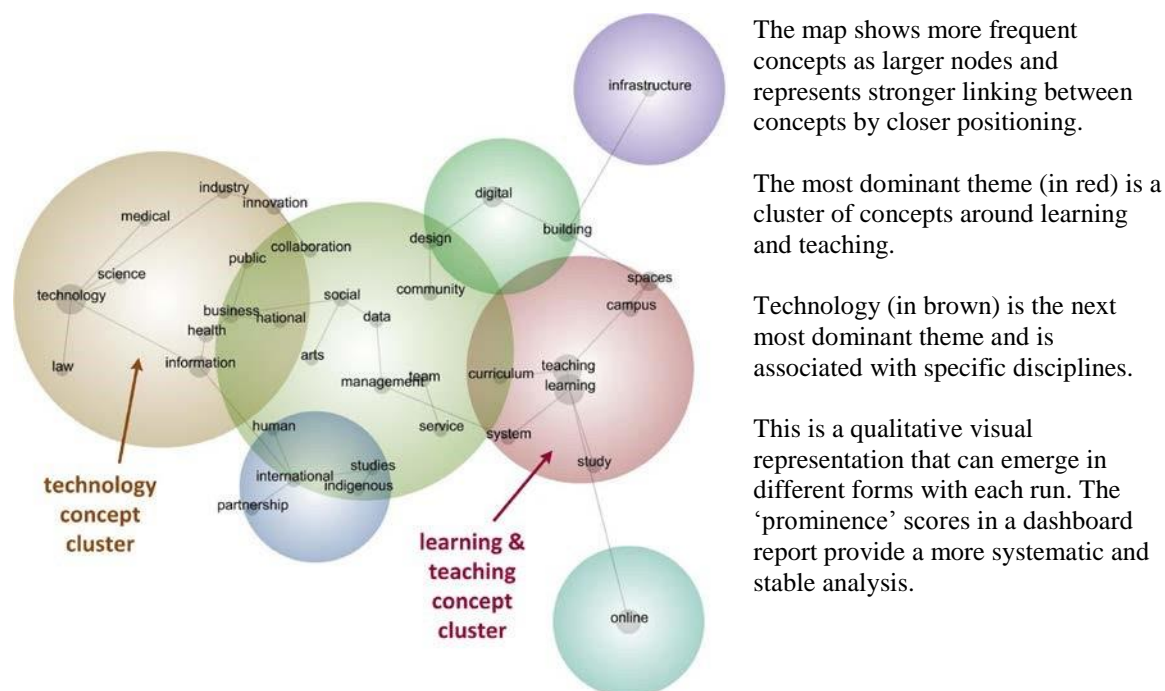 infrastructure
digital
industry
innovation
medical
building
design
collaboration
public
spaces
science
campus
technology
community
social
business
national
data
health
teaching
arts
information
law
curriculum
team
management
learning
human
service
system
studies
study
international
indigenous
partnership
online
technology
concept
cluster
learning &
teaching
concept
cluster
The map shows more frequent
concepts as larger nodes and
represents stronger linking between
concepts by closer positioning.
The most dominant theme (in red) is a
cluster of concepts around learning
and teaching.
Technology (in brown) is the next
most dominant theme and is
associated with specific disciplines.
This is a qualitative visual
representation that can emerge in
different forms with each run. The
‘prominence’ scores in a dashboard
report provide a more systematic and
stable analysis.